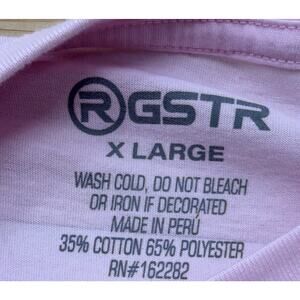 RGSTR
X LARGE
WASH COLD, DO NOT BLEACH
OR IRON IF DECORATED
MADE IN PERÚ
35% COTTON 65% POLYESTER
RN#162282